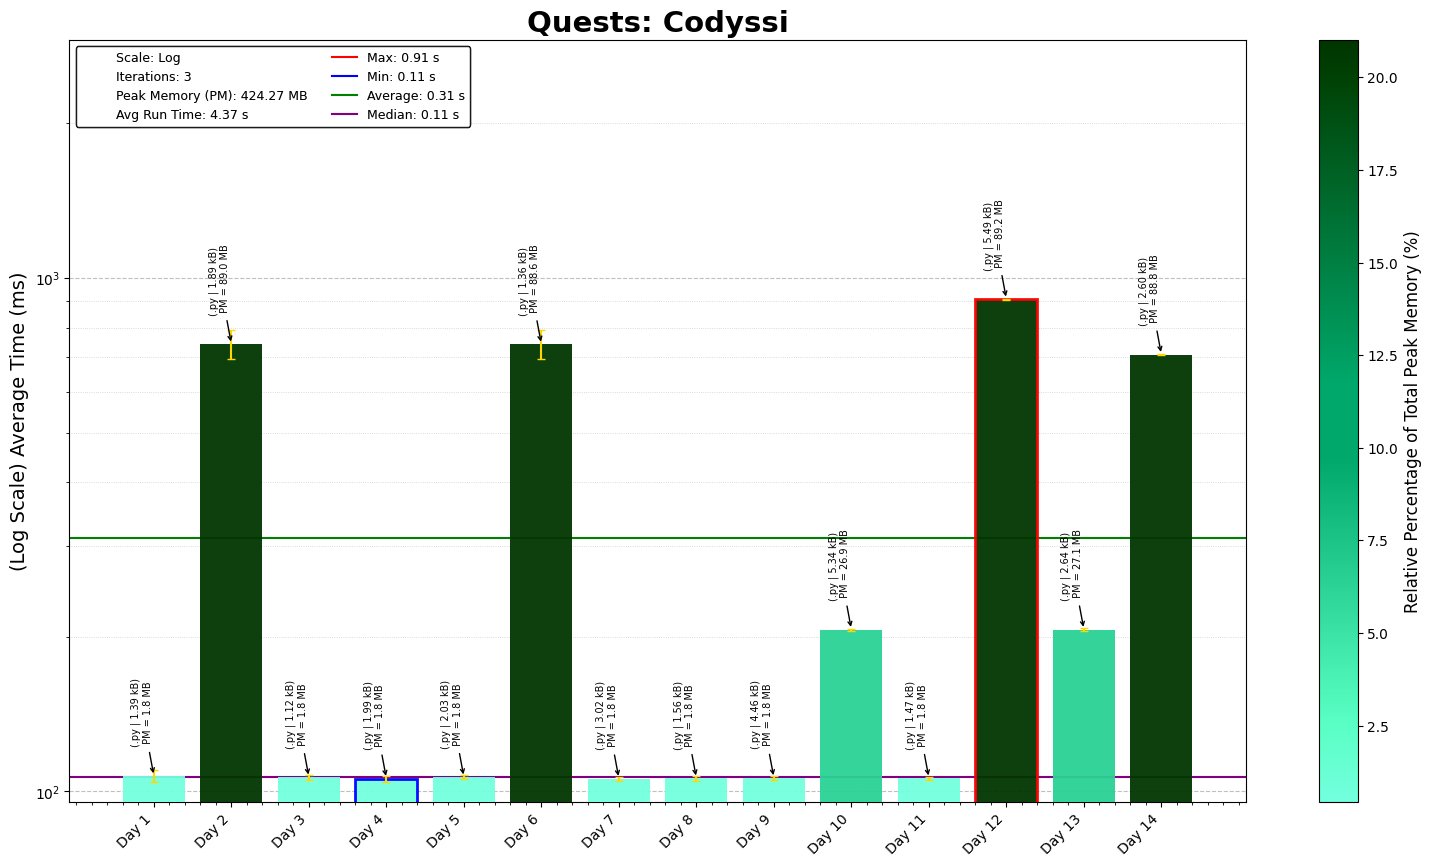 Quests: Codyssi
Scale: Log
Iterations: 3
Peak Memory (PM): 424.27 MB
Avg Run Time: 4.37 s
Max: 0.91 s
Min: 0.11 s
Average: 0.31 s
Median: 0.11 s
(Log Scale) Average Time (ms)
10³
10²
(.py | 1.39 kB)
PM = 1.8 MB
(.py | 1.89 kB)
PM = 89.0 MB
(.py | 1.12 kB)
PM = 1.8 MB
(.py | 1.99 kB)
PM = 1.8 MB
(.py | 2.03 kB)
PM = 1.8 MB
(.py | 1.36 kB)
PM = 88.6 MB
(.py | 3.02 kB)
PM = 1.8 MB
(.py | 1.56 kB)
PM = 1.8 MB
(.py | 4.46 kB)
PM = 1.8 MB
(.py | 5.34 kB)
PM = 26.9 MB
(.py | 1.47 kB)
PM = 1.8 MB
(.py | 5.49 kB)
PM = 89.2 MB
(.py | 2.64 kB)
PM = 27.1 MB
(.py | 2.60 kB)
PM = 88.8 MB
Day 1
Day 2
Day 3
Day 4
Day 5
Day 6
Day 7
Day 8
Day 9
Day 10
Day 11
Day 12
Day 13
Day 14
20.0
17.5
15.0
12.5
10.0
7.5
5.0
2.5
Relative Percentage of Total Peak Memory (%)